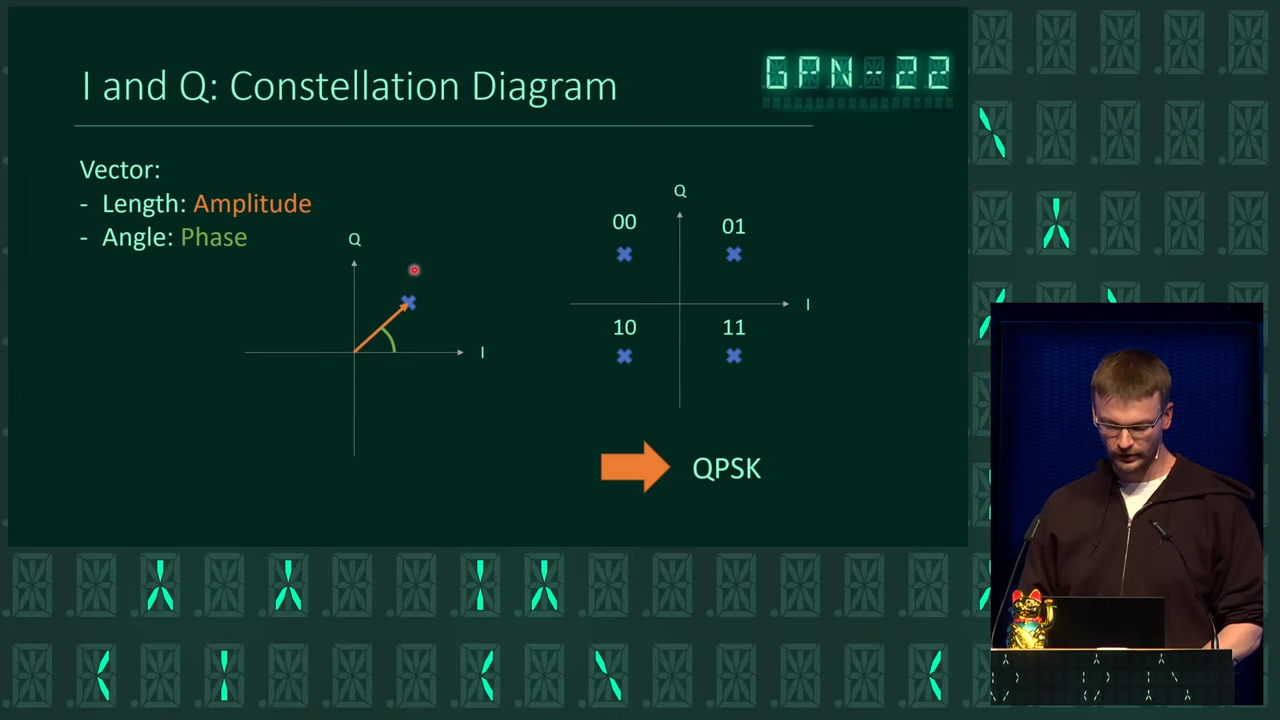 I and Q: Constellation Diagram
GPN-22
Vector:
- Length: Amplitude
- Angle: Phase
Q
I
Q
00
01
I
10
11
QPSK